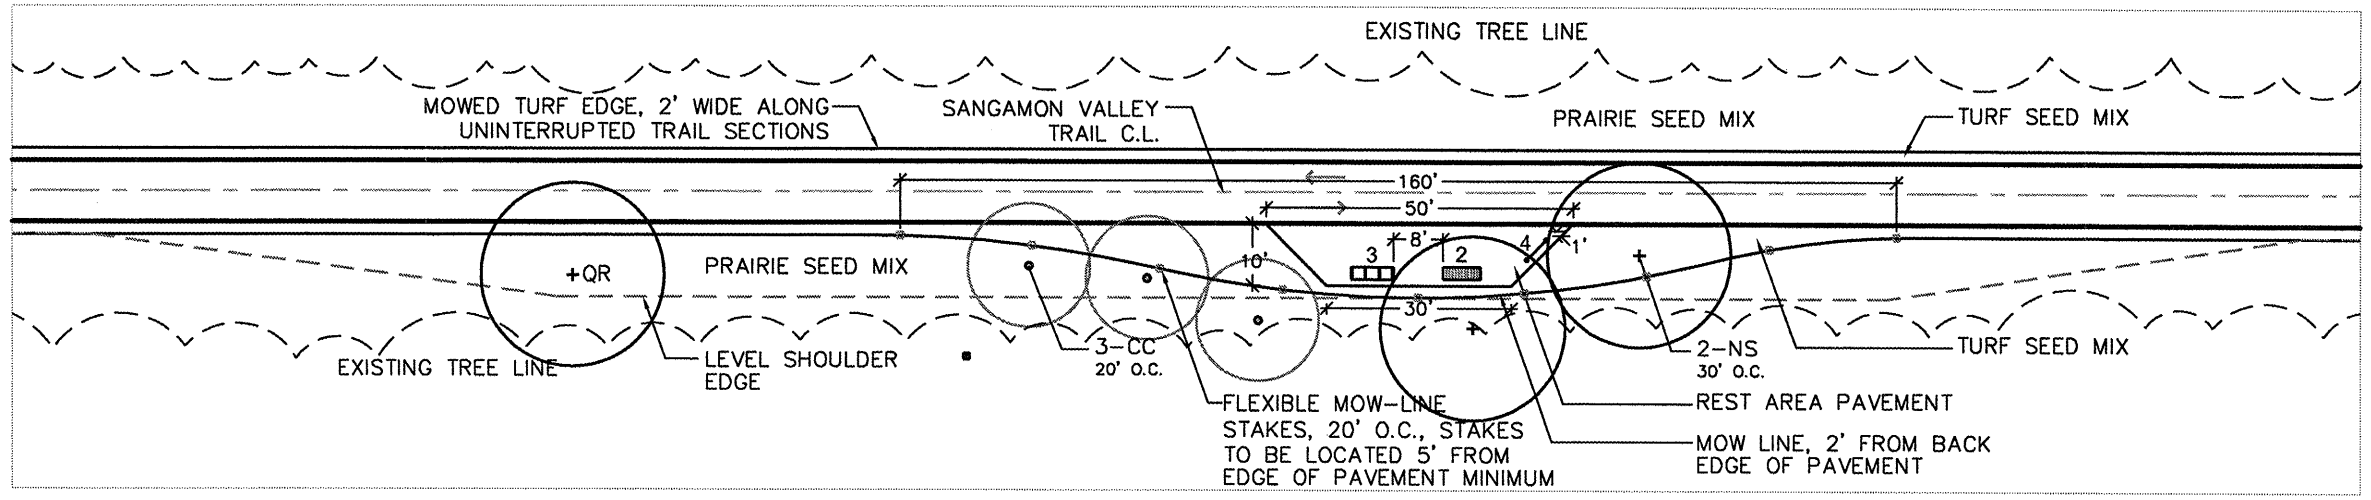 EXISTING TREE LINE
MOWED TURF EDGE, 2' WIDE ALONG
UNINTERRUPTED TRAIL SECTIONS
SANGAMON VALLEY
TRAIL C.L.
PRAIRIE SEED MIX
TURF SEED MIX
160'
50'
10'
3
8'
2
4
1'
+QR
PRAIRIE SEED MIX
30'
EXISTING TREE LINE
LEVEL SHOULDER
EDGE
3-CC
20' O.C.
2-NS
30' O.C.
TURF SEED MIX
FLEXIBLE MOW-LINE
STAKES, 20' O.C., STAKES
TO BE LOCATED 5' FROM
EDGE OF PAVEMENT MINIMUM
REST AREA PAVEMENT
MOW LINE, 2' FROM BACK
EDGE OF PAVEMENT